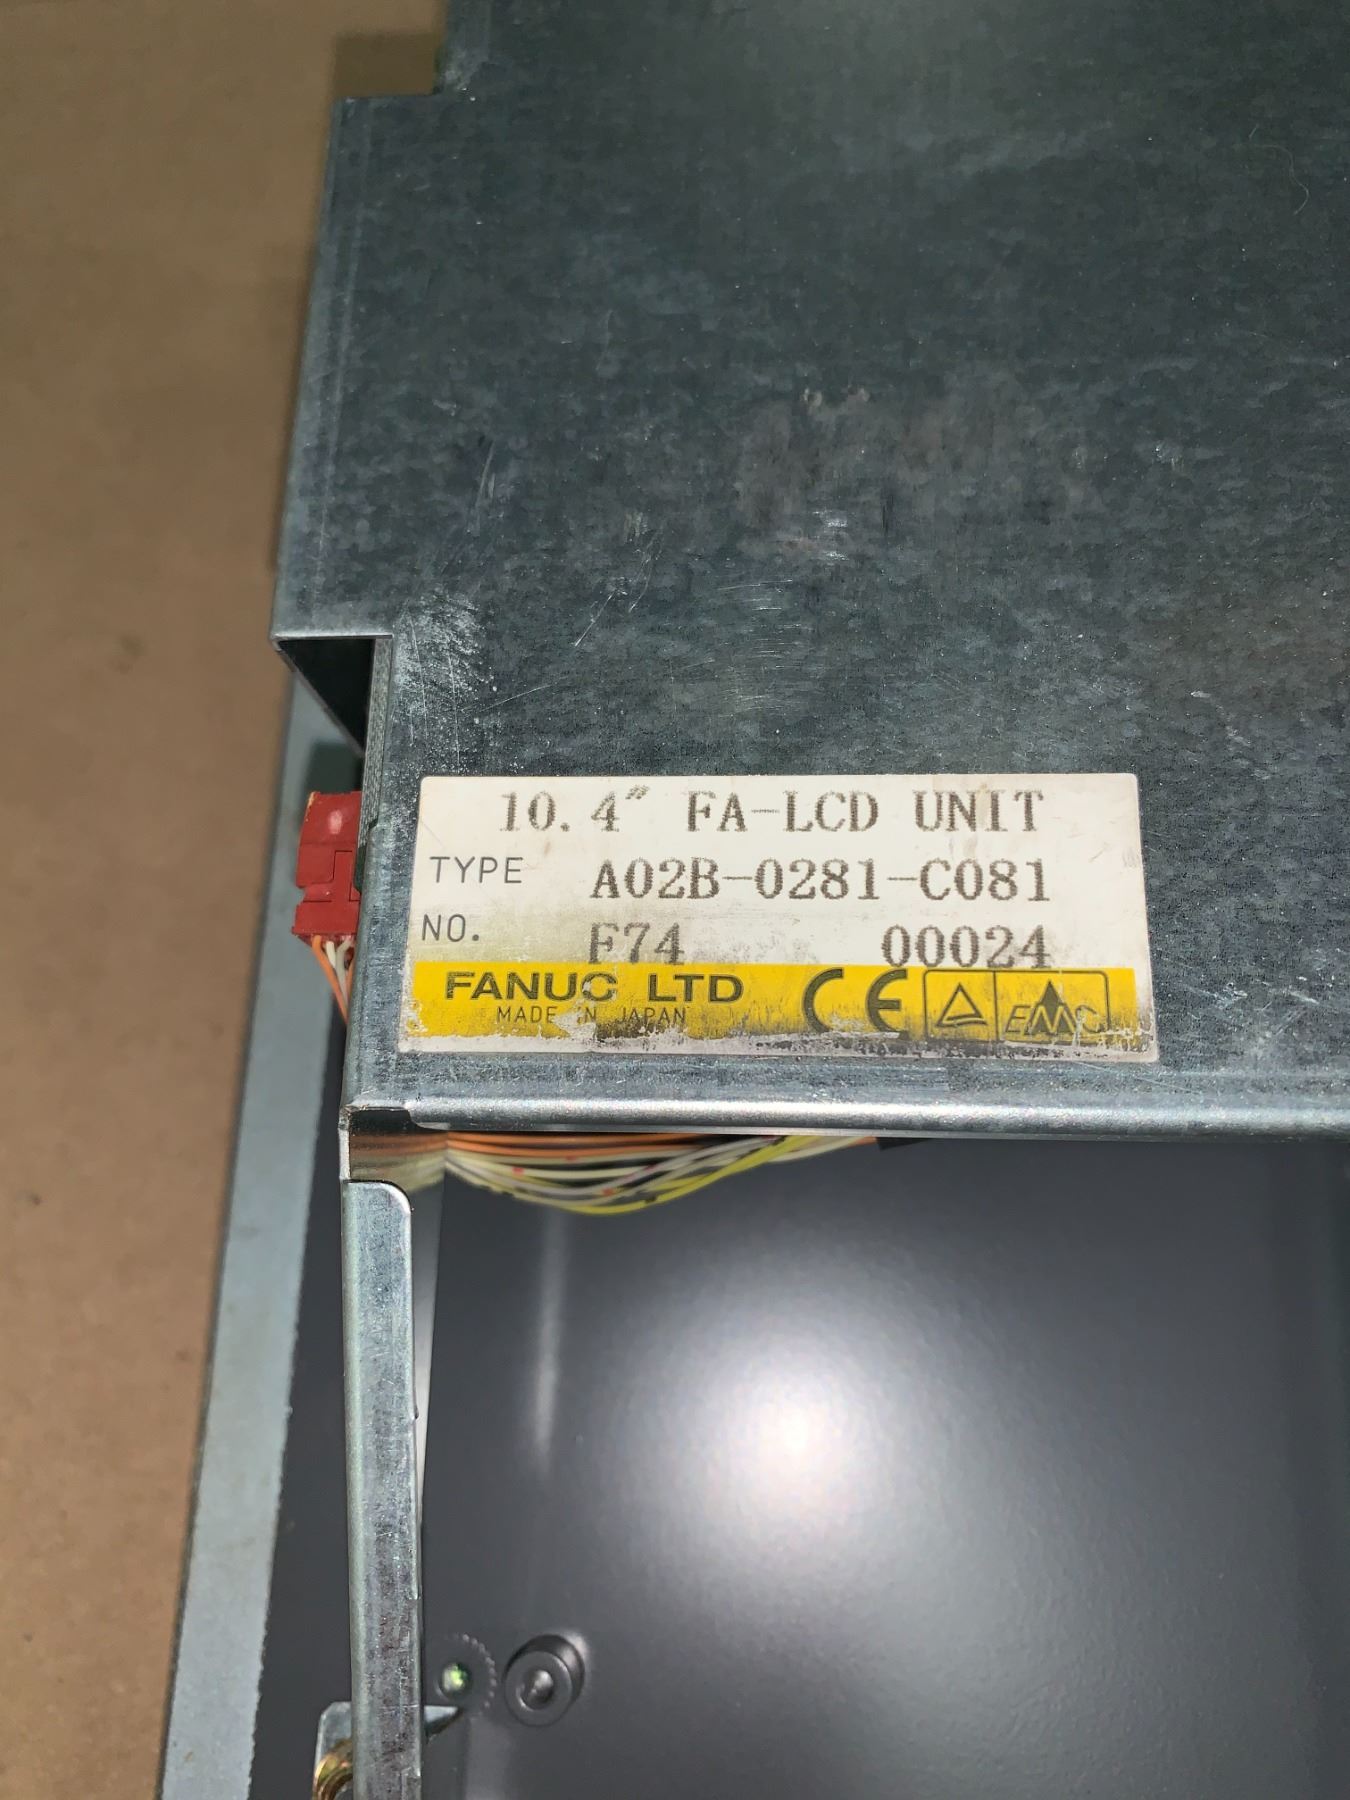 10.4" FA-LCD UNIT
TYPE A02B-0281-C081
NO. F74 00024
FANUC LTD CE EMC
MADE IN JAPAN